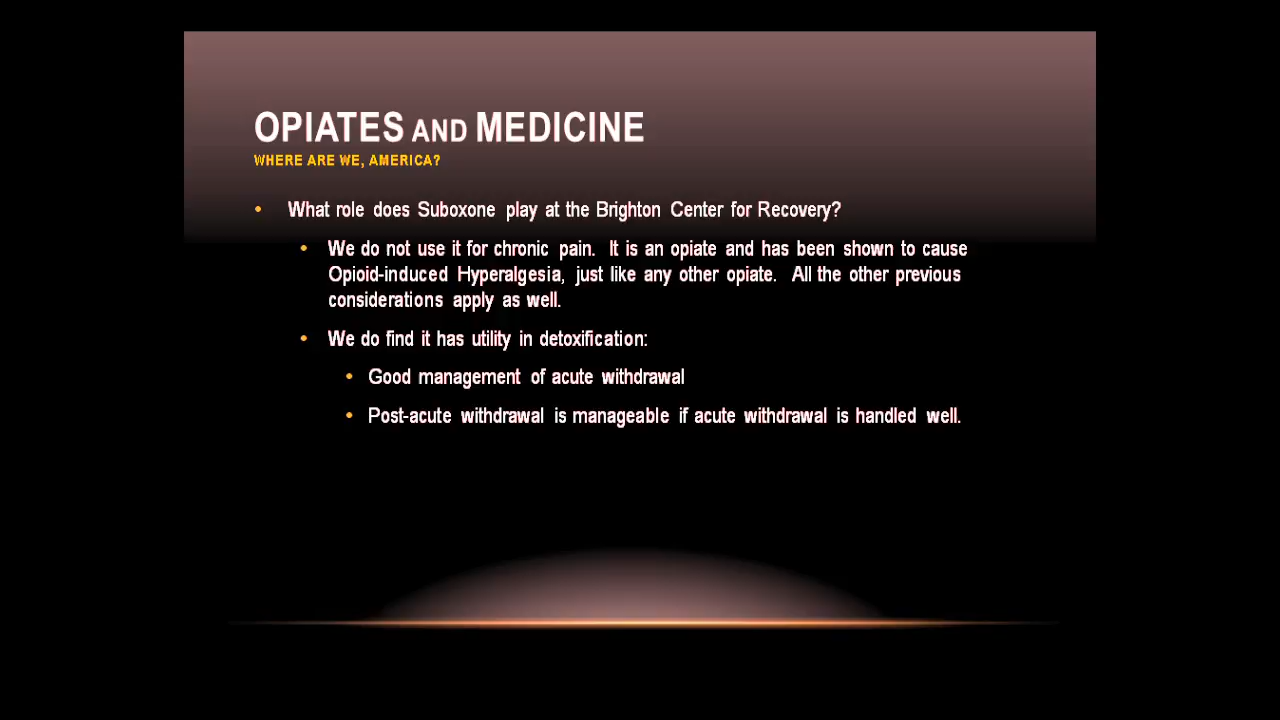 OPIATES AND MEDICINE
WHERE ARE WE, AMERICA?
• What role does Suboxone play at the Brighton Center for Recovery?
• We do not use it for chronic pain. It is an opiate and has been shown to cause
Opioid-induced Hyperalgesia, just like any other opiate. All the other previous
considerations apply as well.
• We do find it has utility in detoxification:
• Good management of acute withdrawal
• Post-acute withdrawal is manageable if acute withdrawal is handled well.